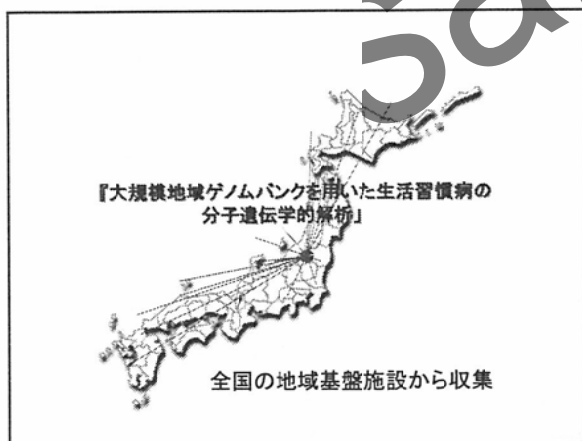 『大規模地域ゲノムバンクを用いた生活習慣病の
分子遺伝学的解析』
全国の地域基盤施設から収集